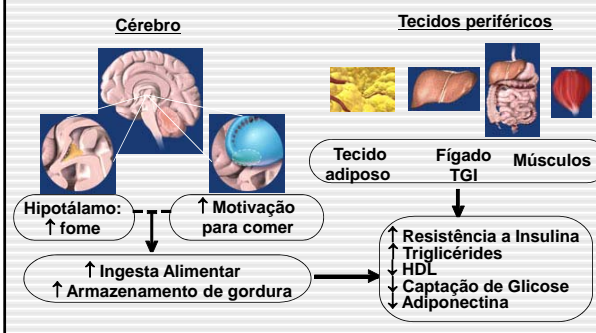 Cérebro
Tecidos periféricos
Tecido
adiposo
Fígado
TGI
Músculos
Hipotálamo:
↑ fome
↑ Motivação
para comer
↑ Ingesta Alimentar
↑ Armazenamento de gordura
↑ Resistência a Insulina
↑ Triglicérides
↓ HDL
↓ Captação de Glicose
↓ Adiponectina